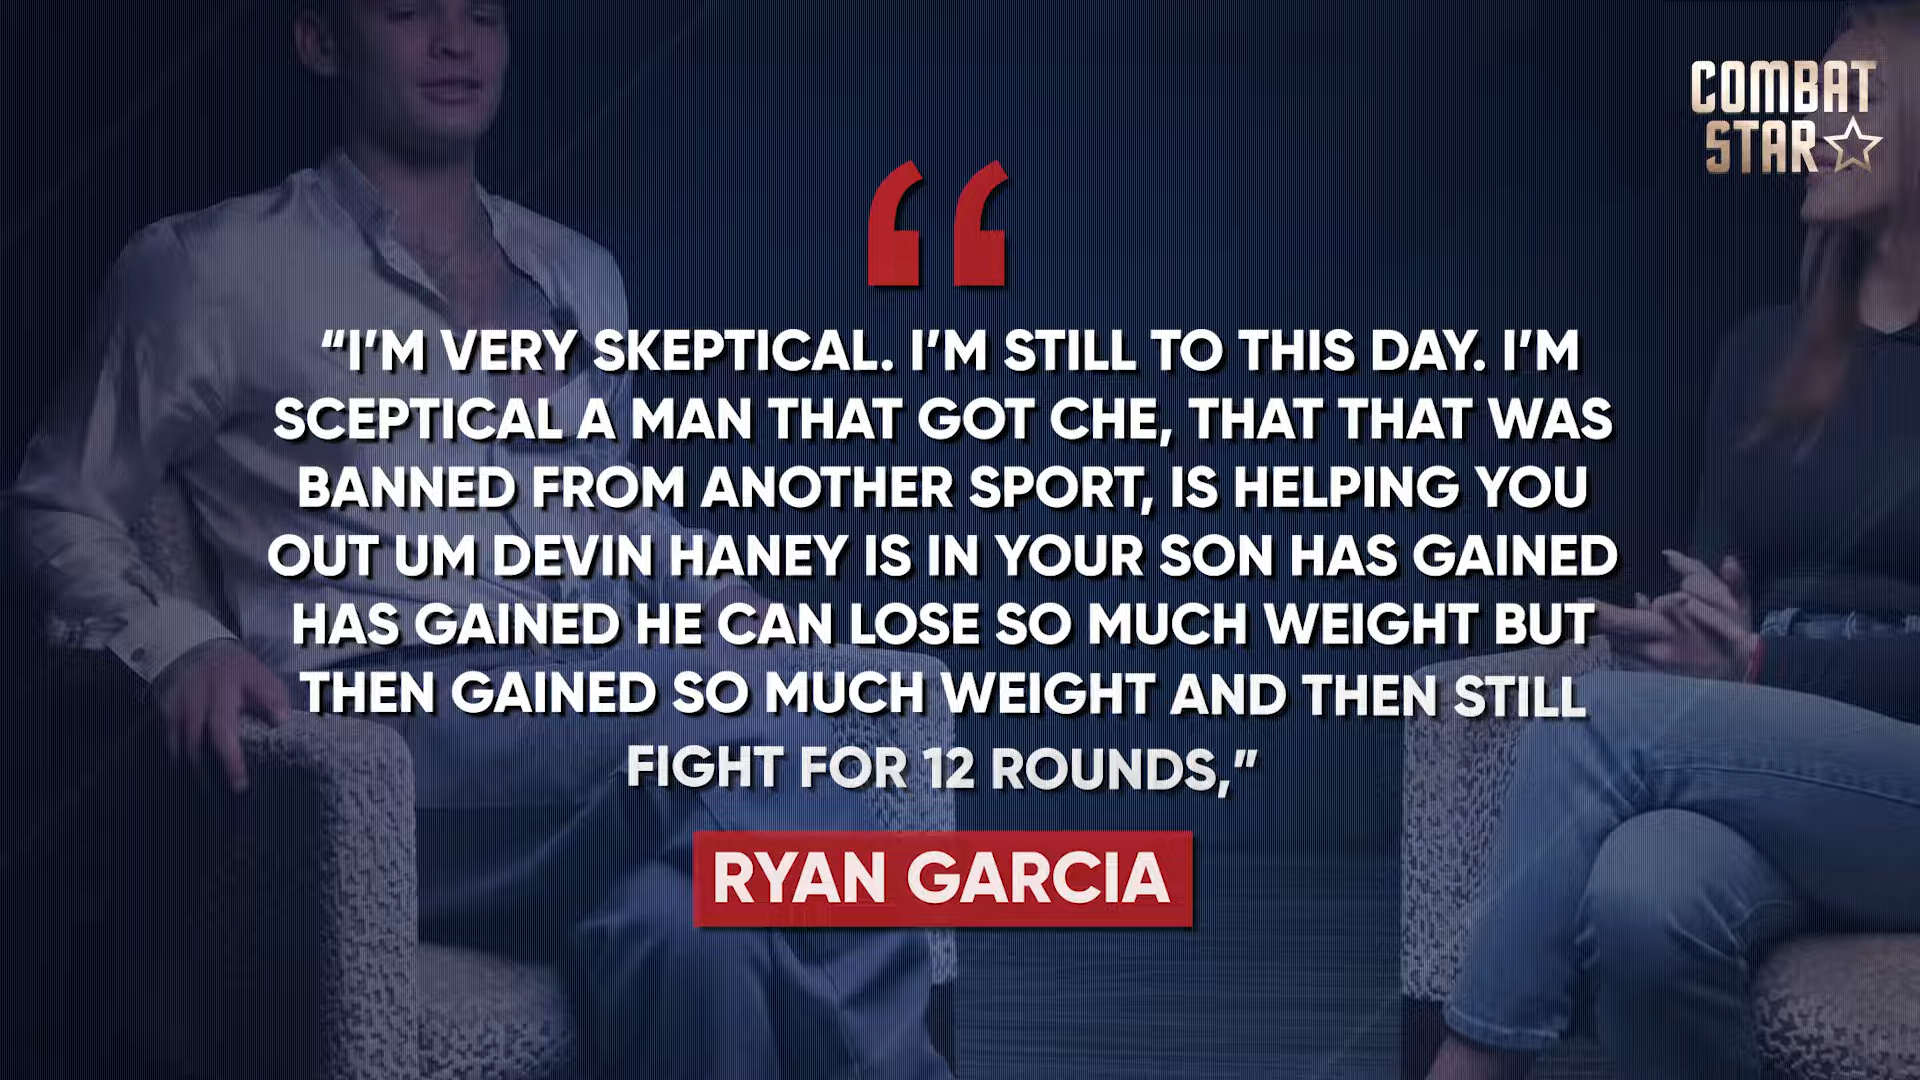 COMBAT
STAR
“I’M VERY SKEPTICAL. I’M STILL TO THIS DAY. I’M
SCEPTICAL A MAN THAT GOT CHE, THAT THAT WAS
BANNED FROM ANOTHER SPORT, IS HELPING YOU
OUT UM DEVIN HANEY IS IN YOUR SON HAS GAINED
HAS GAINED HE CAN LOSE SO MUCH WEIGHT BUT
THEN GAINED SO MUCH WEIGHT AND THEN STILL
FIGHT FOR 12 ROUNDS,”
RYAN GARCIA